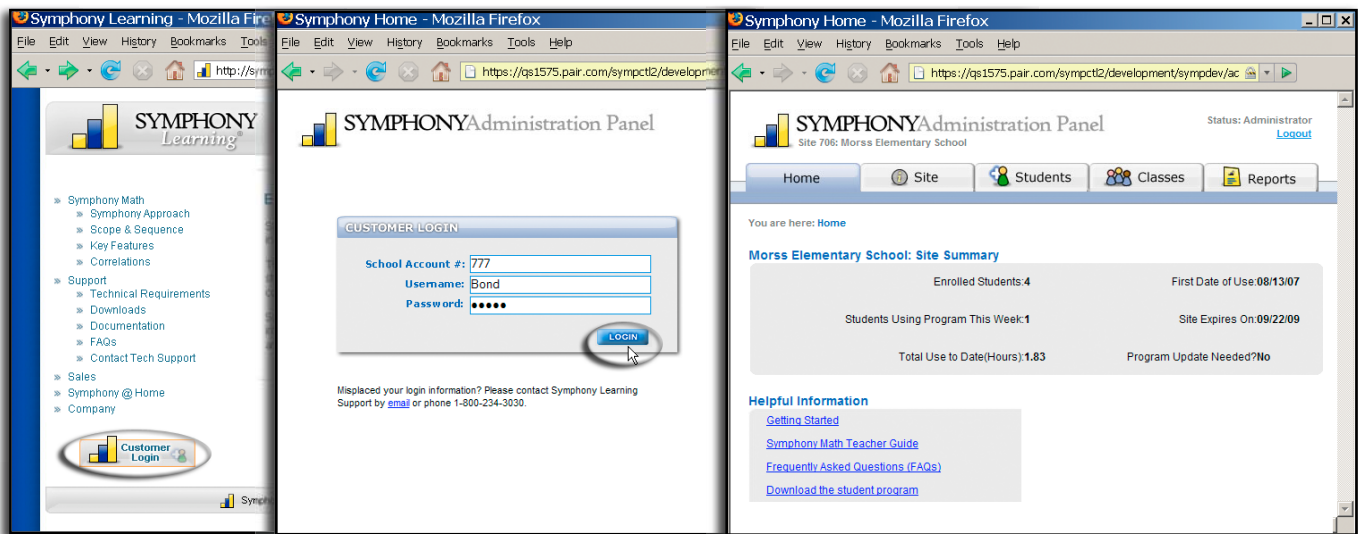 Symphony Learning - Mozilla Fire
File Edit View History Bookmarks Tools
http://sym
SYMPHONY
Learning®
» Symphony Math
» Symphony Approach
» Scope & Sequence
» Key Features
» Correlations
» Support
» Technical Requirements
» Downloads
» Documentation
» FAQs
» Contact Tech Support
» Sales
» Symphony @ Home
» Company
Customer
Login
Symph
Symphony Home - Mozilla Firefox
File Edit View History Bookmarks Tools Help
https://qs1575.pair.com/sympctl2/developmen
SYMPHONYAdministration Panel
CUSTOMER LOGIN
School Account #: 777
Username: Bond
Password: ●●●●●
LOGIN
Misplaced your login information? Please contact Symphony Learning
Support by email or phone 1-800-234-3030.
Symphony Home - Mozilla Firefox
File Edit View History Bookmarks Tools Help
https://qs1575.pair.com/sympctl2/development/sympdev/ac
SYMPHONYAdministration Panel
Site 706: Morss Elementary School
Status: Administrator
Logout
Home Site Students Classes Reports
You are here: Home
Morss Elementary School: Site Summary
Enrolled Students:4 First Date of Use:08/13/07
Students Using Program This Week:1 Site Expires On:09/22/09
Total Use to Date(Hours):1.83 Program Update Needed?No
Helpful Information
Getting Started
Symphony Math Teacher Guide
Frequently Asked Questions (FAQs)
Download the student program